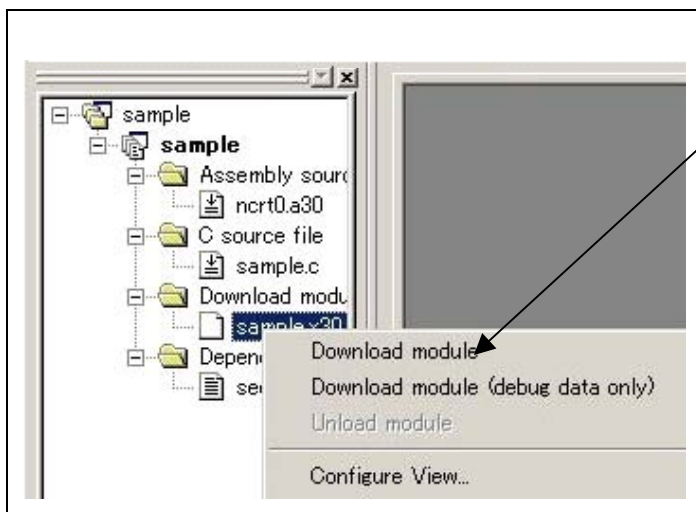 sample
sample
Assembly sourc
ncrt0.a30
C source file
sample.c
Download modu
sample.x30
Depen
sec
Download module
Download module (debug data only)
Unload module
Configure View...